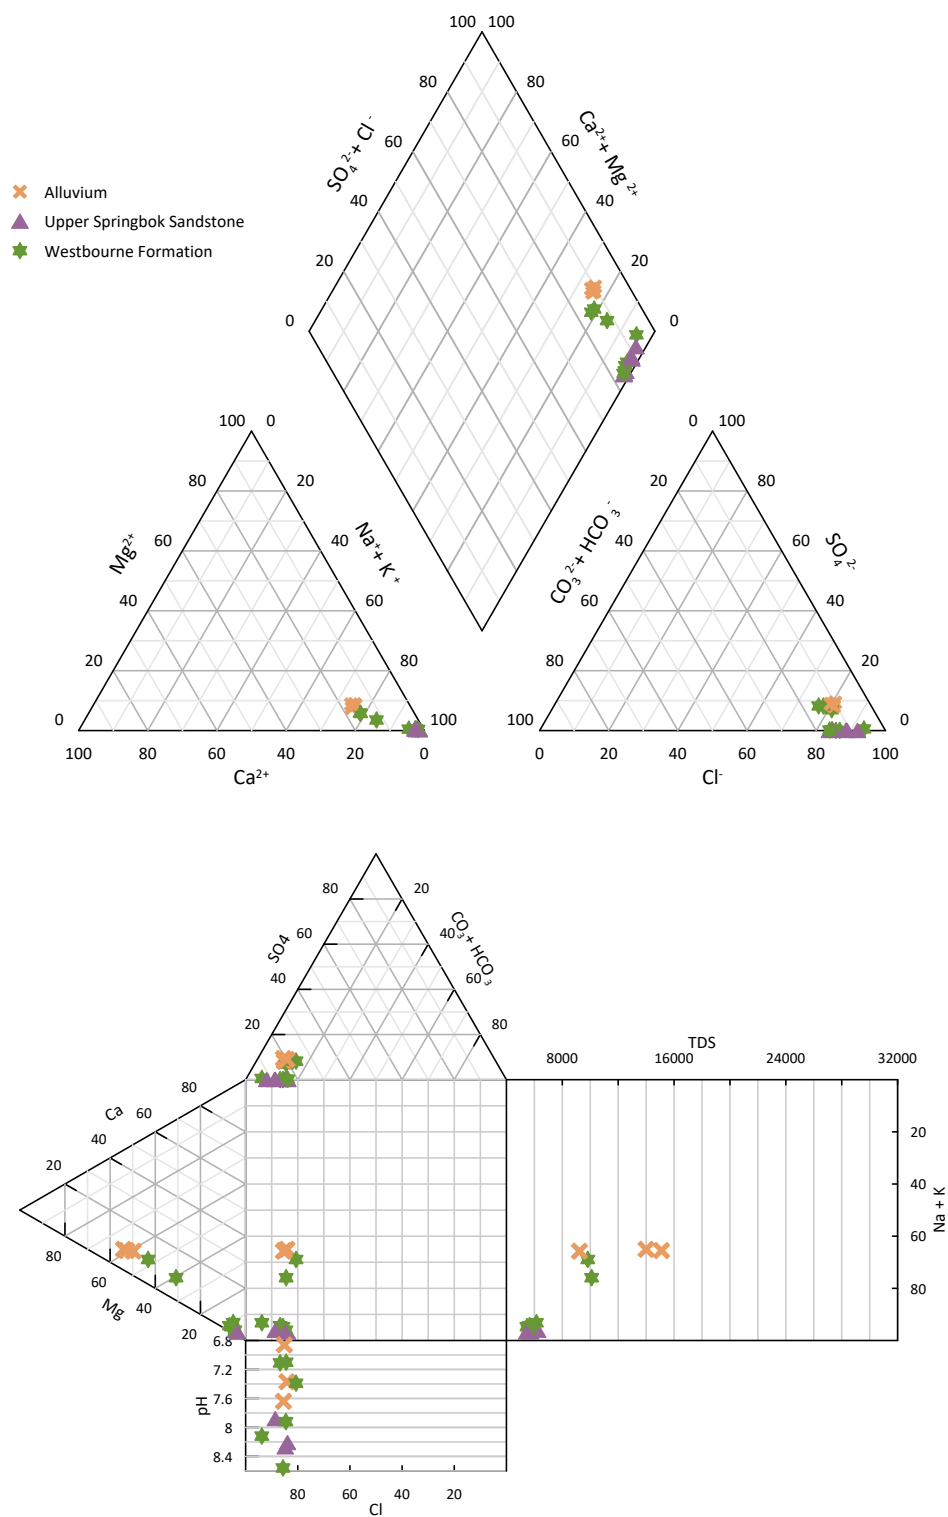 100 100
80 80
SO₄²⁻+ Cl⁻ Ca²⁺+ Mg²⁺
60 60
40 40
20 20
0 0
Alluvium
Upper Springbok Sandstone
Westbourne Formation
100 0 0 100
80 20 20 80
Mg²⁺ 60 Na⁺+ K⁺ 40 CO₃²⁻+ HCO₃⁻ 40 60 SO₄²⁻
40 60 60 40
20 80 80 20
0 100 100 0
100 80 60 40 20 0 0 20 40 60 80 100
Ca²⁺ Cl⁻
80 20
SO4 60 40 CO₃+ HCO₃
40 60
20 80
TDS
8000 16000 24000 32000
80
Ca 60
40 20
20 40
Na + K
80 60
60 80
Mg 40
20
6.8
7.2
pH 7.6
8
8.4
80 60 40 20
Cl